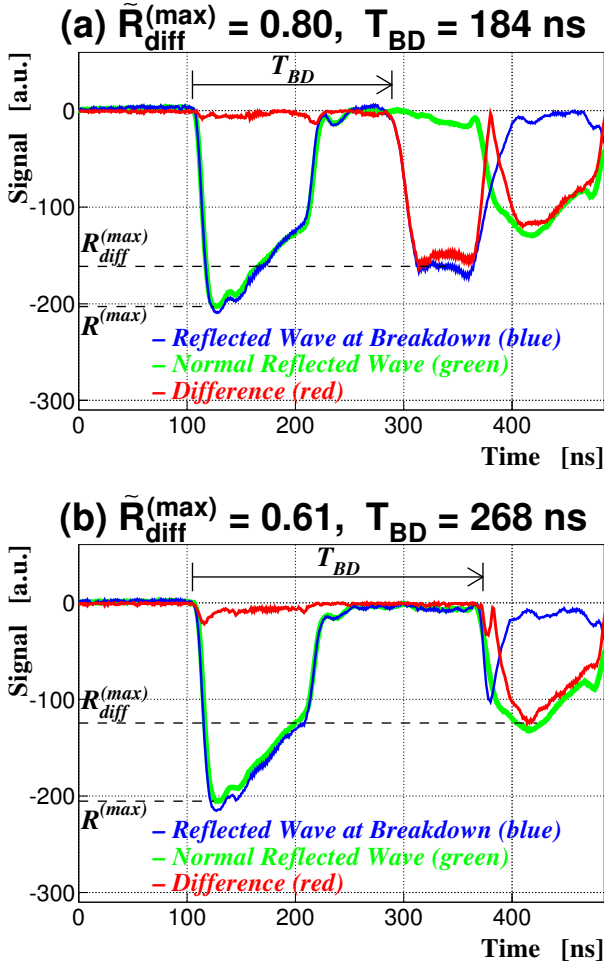 (a) R̃diff(max) = 0.80, TBD = 184 ns
TBD
Signal [a.u.]
0
-100
-200
-300
Rdiff(max)
R(max)
– Reflected Wave at Breakdown (blue)
– Normal Reflected Wave (green)
– Difference (red)
0 100 200 300 400
Time [ns]
(b) R̃diff(max) = 0.61, TBD = 268 ns
TBD
Signal [a.u.]
0
-100
-200
-300
Rdiff(max)
R(max)
– Reflected Wave at Breakdown (blue)
– Normal Reflected Wave (green)
– Difference (red)
0 100 200 300 400
Time [ns]